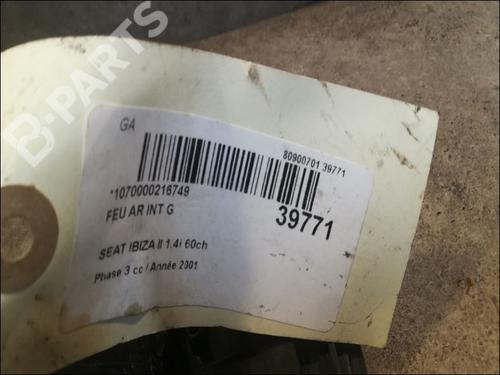 B-PARTS
GA
80900701 39771
*1070000216749
FEU AR INT G
39771
SEAT IBIZA II 1.4i 60ch
Phase 3 cc / Année 2001